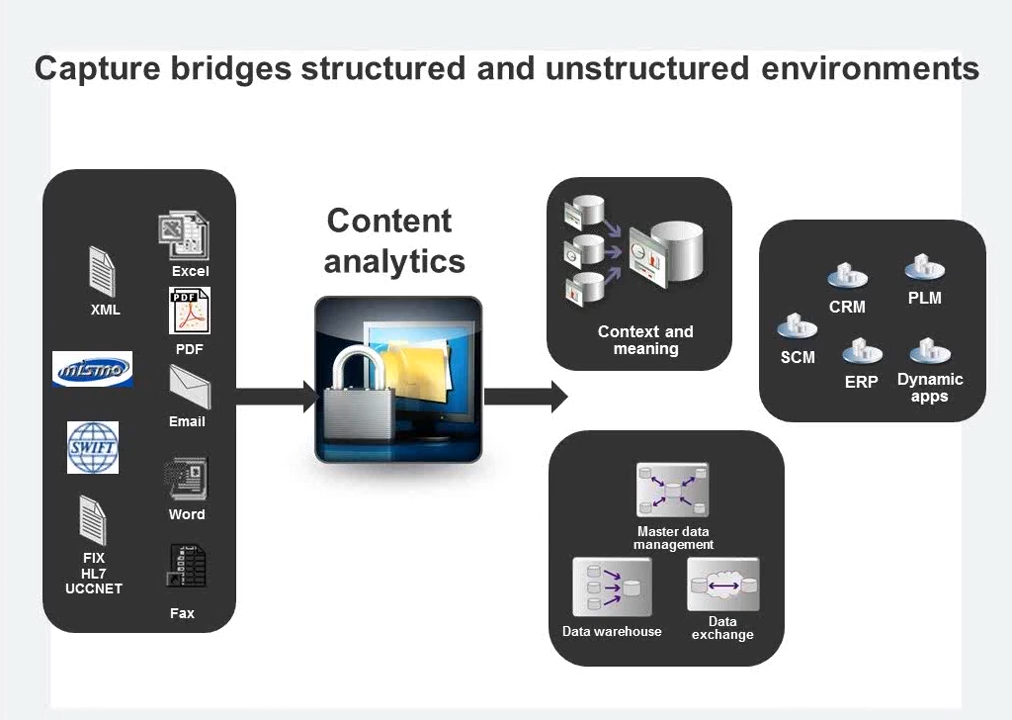 Capture bridges structured and unstructured environments
XML
mismo
SWIFT
FIX
HL7
UCCNET
Excel
PDF
PDF
Email
Word
Fax
Content
analytics
Context and
meaning
CRM
PLM
SCM
ERP
Dynamic
apps
Master data
management
Data warehouse
Data
exchange